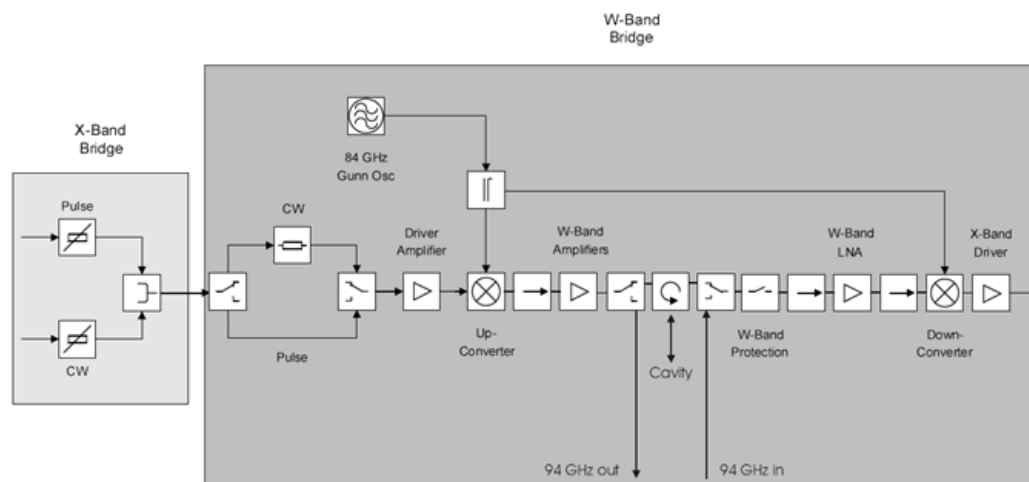 W-Band
Bridge
X-Band
Bridge
84 GHz
Gunn Osc
Pulse
CW
Driver
Amplifier
W-Band
Amplifiers
W-Band
LNA
X-Band
Driver
Up-
Converter
W-Band
Protection
Down-
Converter
Pulse
CW
Cavity
94 GHz out
94 GHz in